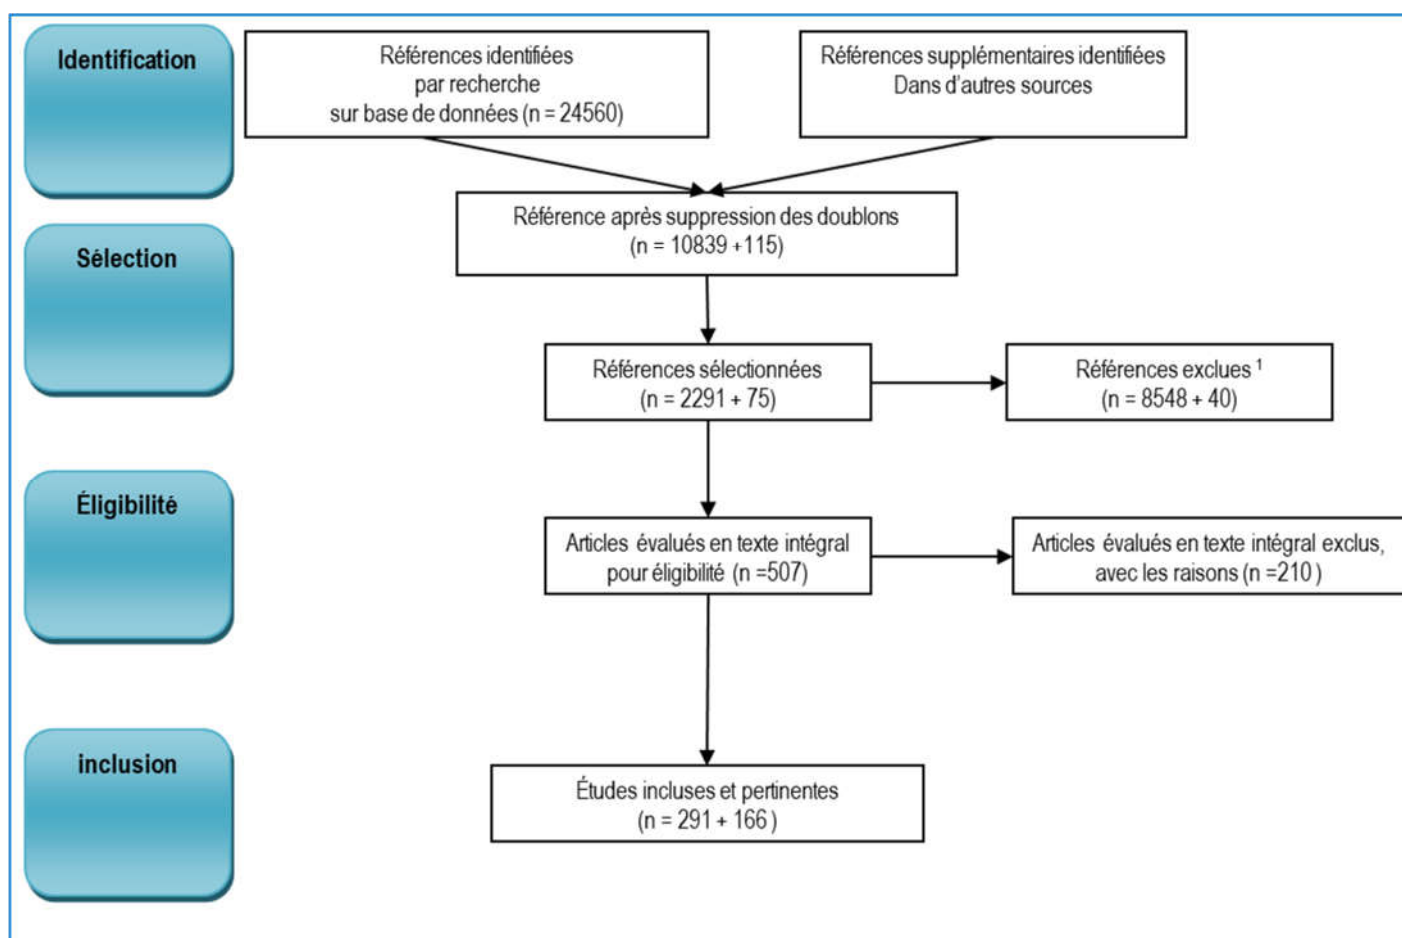 Identification
Références identifiées
par recherche
sur base de données (n = 24560)
Références supplémentaires identifiées
Dans d'autres sources
Référence après suppression des doublons
(n = 10839 +115)
Sélection
Références sélectionnées
(n = 2291 + 75)
Références exclues ¹
(n = 8548 + 40)
Éligibilité
Articles évalués en texte intégral
pour éligibilité (n =507)
Articles évalués en texte intégral exclus,
avec les raisons (n =210 )
inclusion
Études incluses et pertinentes
(n = 291 + 166 )